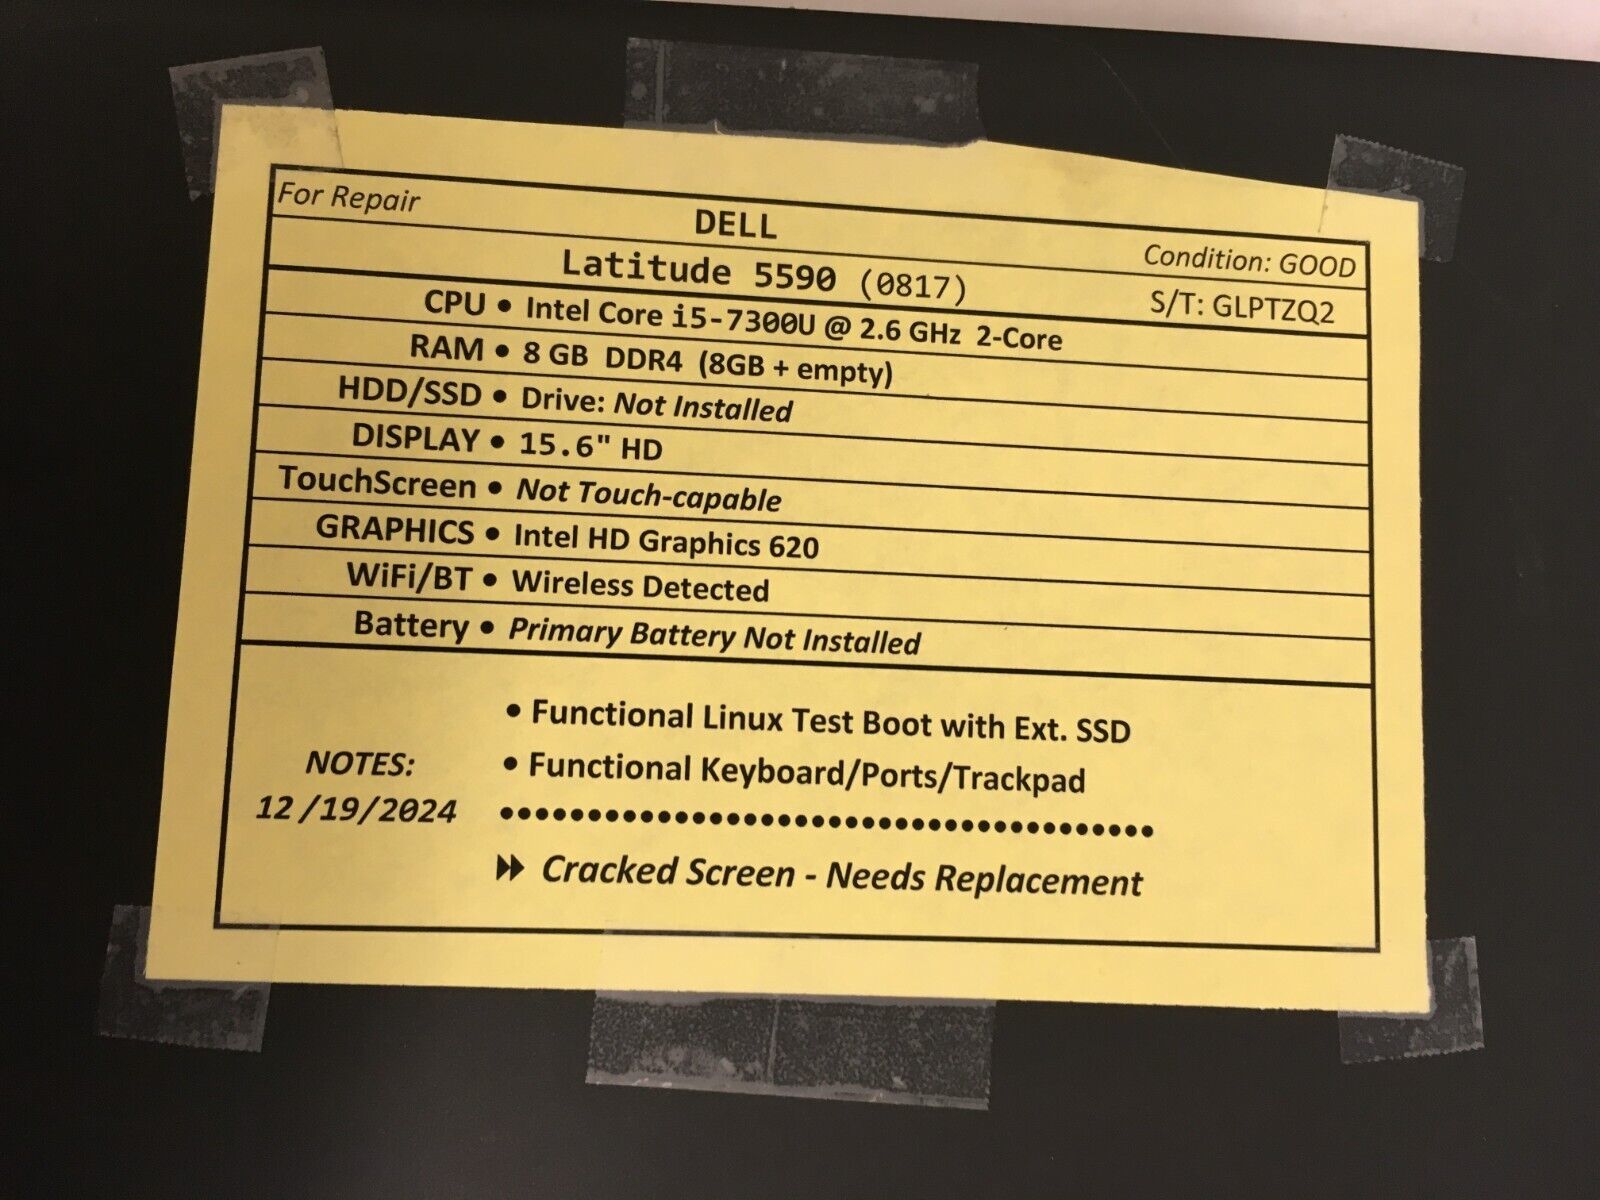 For Repair
DELL
Condition: GOOD
Latitude 5590 (0817)
S/T: GLPTZQ2
CPU • Intel Core i5-7300U @ 2.6 GHz 2-Core
RAM • 8 GB DDR4 (8GB + empty)
HDD/SSD • Drive: Not Installed
DISPLAY • 15.6" HD
TouchScreen • Not Touch-capable
GRAPHICS • Intel HD Graphics 620
WiFi/BT • Wireless Detected
Battery • Primary Battery Not Installed
NOTES:
12/19/2024
• Functional Linux Test Boot with Ext. SSD
• Functional Keyboard/Ports/Trackpad
Cracked Screen - Needs Replacement